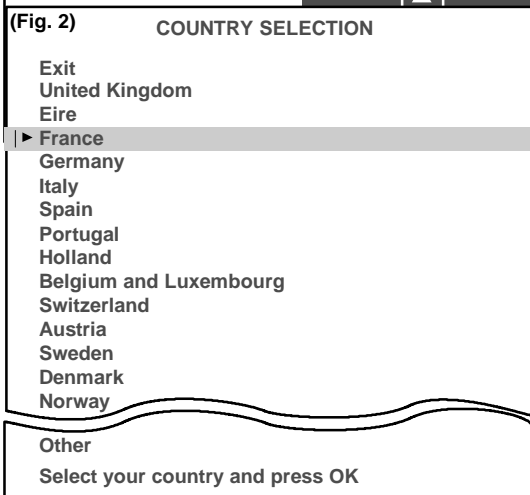 (Fig. 2) COUNTRY SELECTION
Exit
United Kingdom
Eire
France
Germany
Italy
Spain
Portugal
Holland
Belgium and Luxembourg
Switzerland
Austria
Sweden
Denmark
Norway
Other
Select your country and press OK